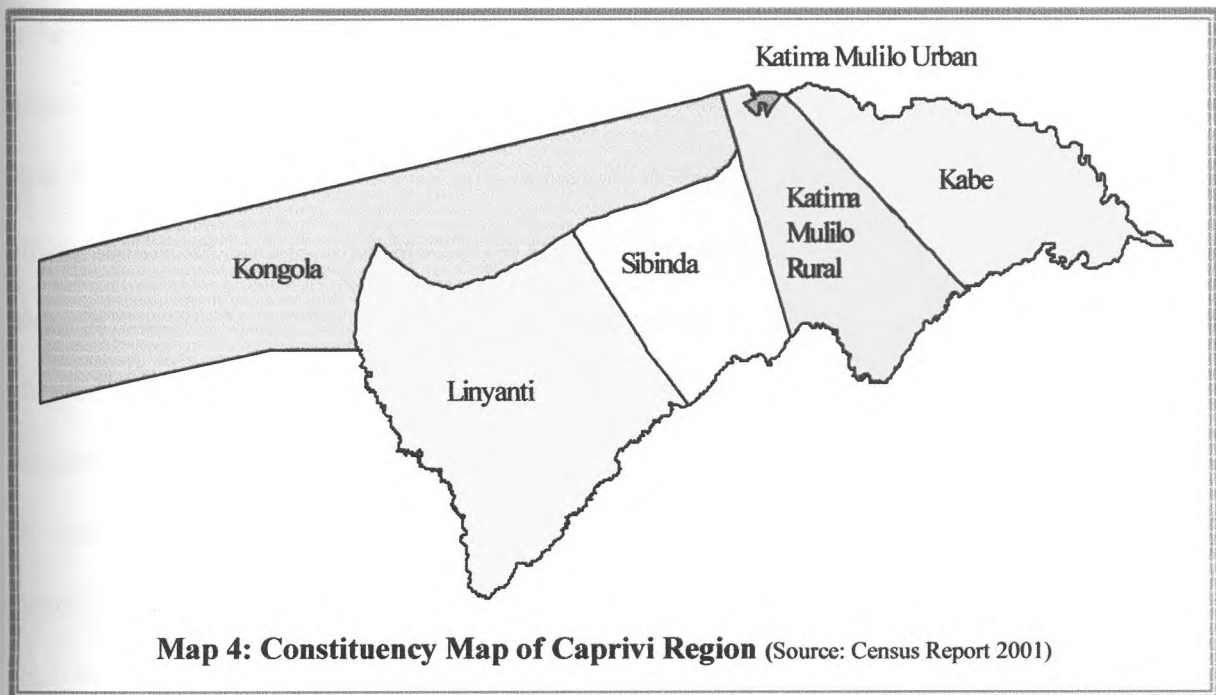 Katima Mulilo Urban
Kabe
Katima
Mulilo
Rural
Sibinda
Kongola
Linyanti
Map 4: Constituency Map of Caprivi Region (Source: Census Report 2001)